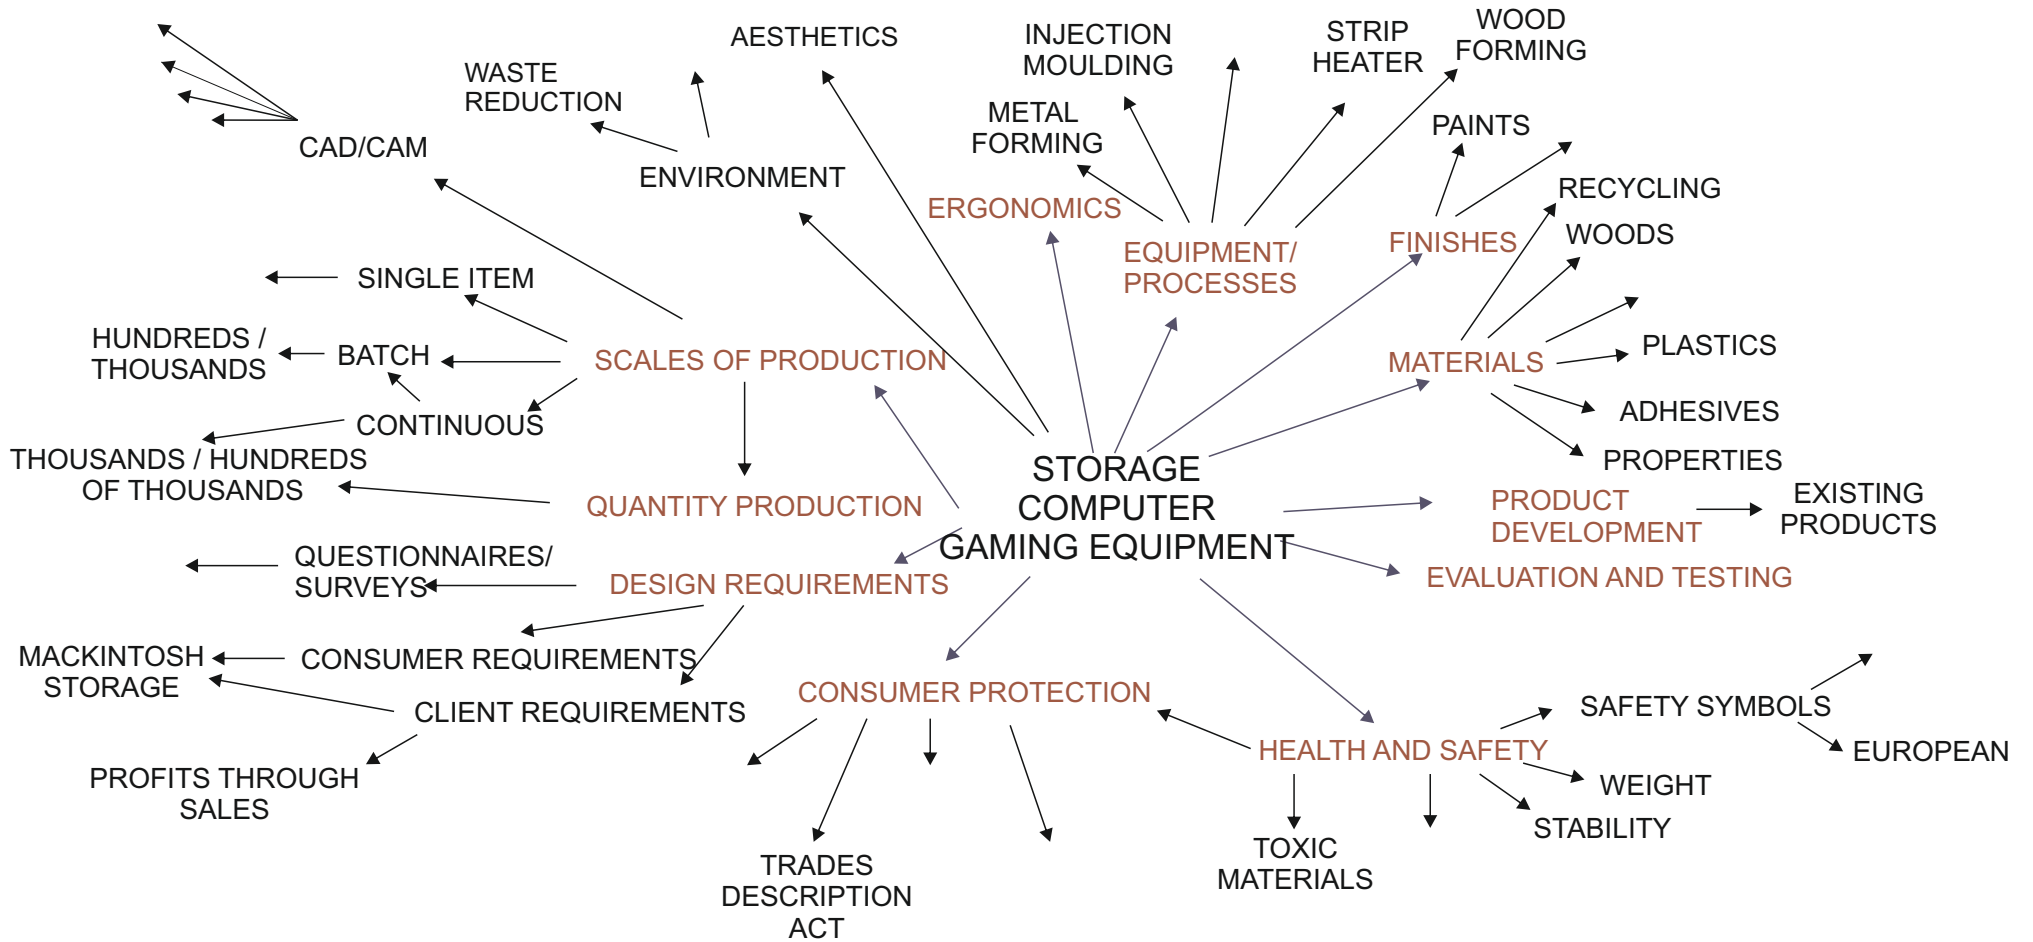 AESTHETICS
WASTE
REDUCTION
CAD/CAM
ENVIRONMENT
INJECTION
MOULDING
METAL
FORMING
STRIP
HEATER
WOOD
FORMING
PAINTS
ERGONOMICS
EQUIPMENT/
PROCESSES
FINISHES
RECYCLING
WOODS
SINGLE ITEM
HUNDREDS /
THOUSANDS
BATCH
SCALES OF PRODUCTION
MATERIALS
PLASTICS
ADHESIVES
PROPERTIES
CONTINUOUS
THOUSANDS / HUNDREDS
OF THOUSANDS
QUANTITY PRODUCTION
STORAGE
COMPUTER
GAMING EQUIPMENT
PRODUCT
DEVELOPMENT
EXISTING
PRODUCTS
QUESTIONNAIRES/
SURVEYS
DESIGN REQUIREMENTS
EVALUATION AND TESTING
MACKINTOSH
STORAGE
CONSUMER REQUIREMENTS
CLIENT REQUIREMENTS
PROFITS THROUGH
SALES
CONSUMER PROTECTION
TRADES
DESCRIPTION
ACT
HEALTH AND SAFETY
SAFETY SYMBOLS
EUROPEAN
WEIGHT
STABILITY
TOXIC
MATERIALS